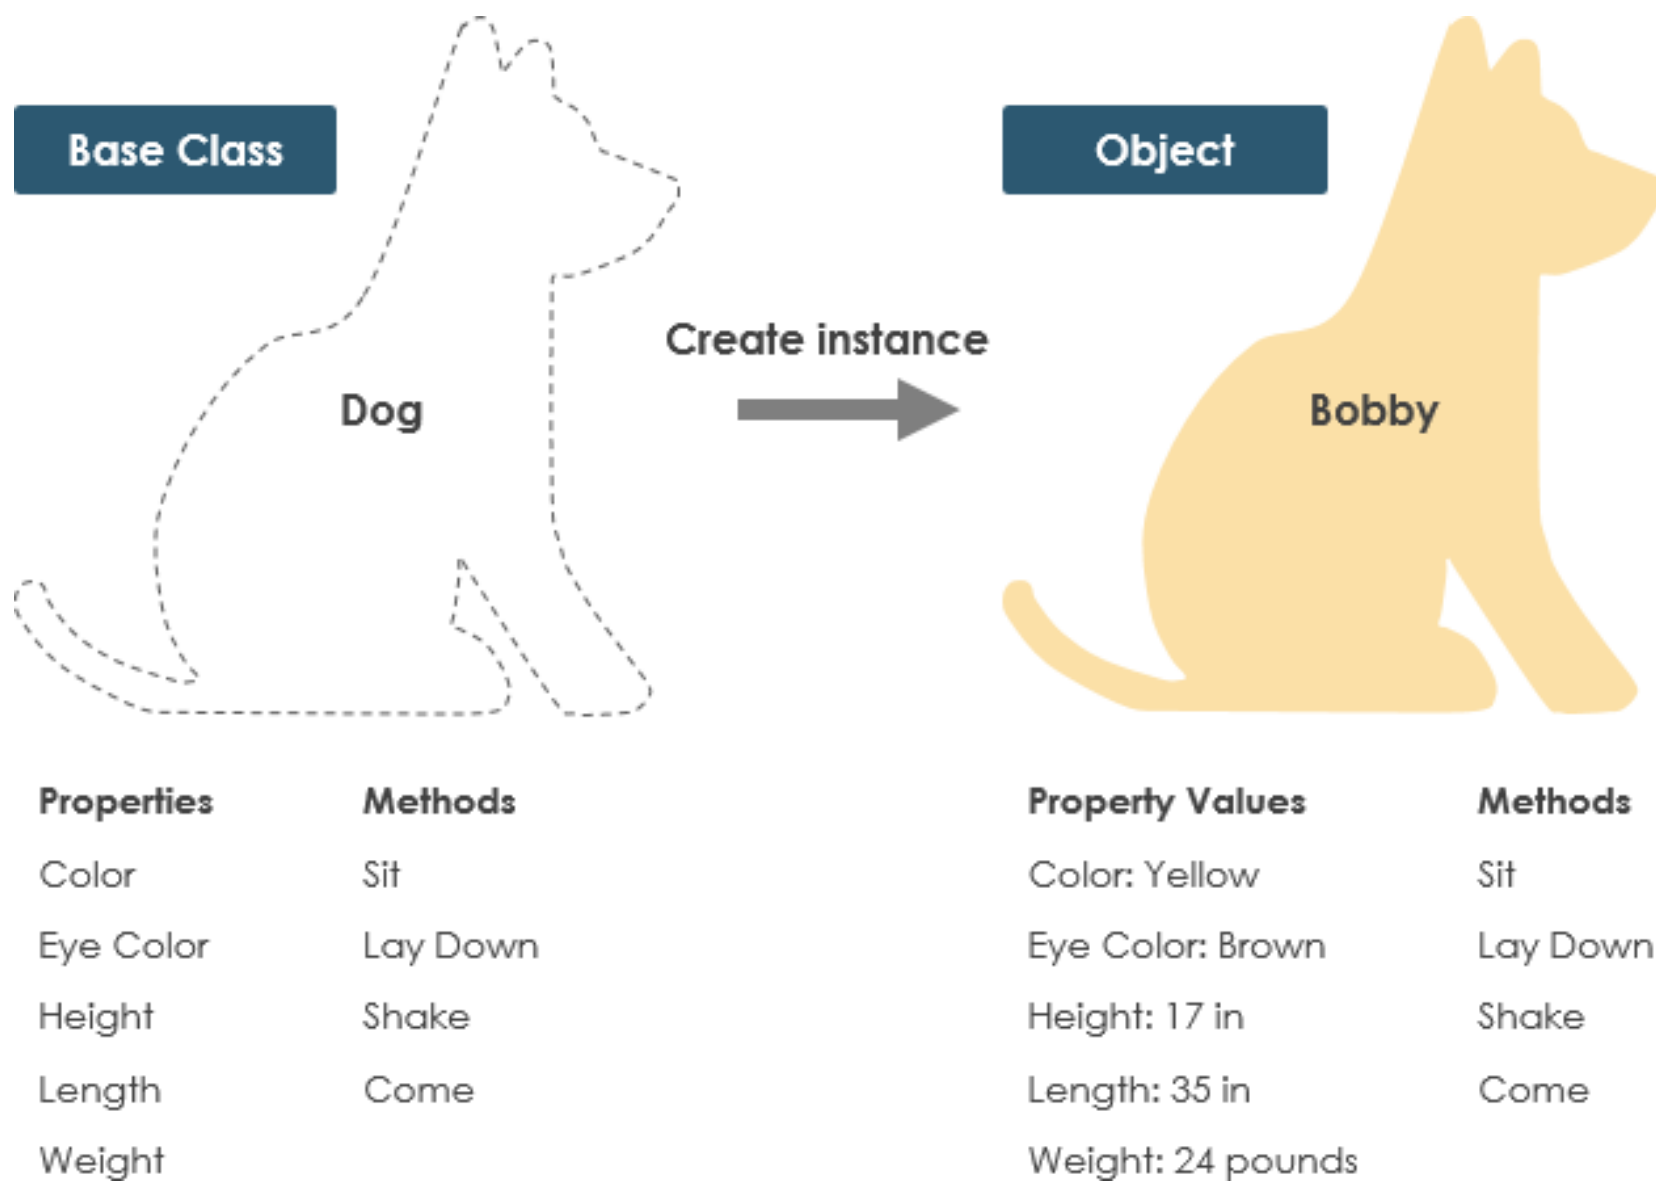 Base Class
Object
Create instance
Dog
Bobby
Properties Methods
Color Sit
Eye Color Lay Down
Height Shake
Length Come
Weight
Property Values Methods
Color: Yellow Sit
Eye Color: Brown Lay Down
Height: 17 in Shake
Length: 35 in Come
Weight: 24 pounds